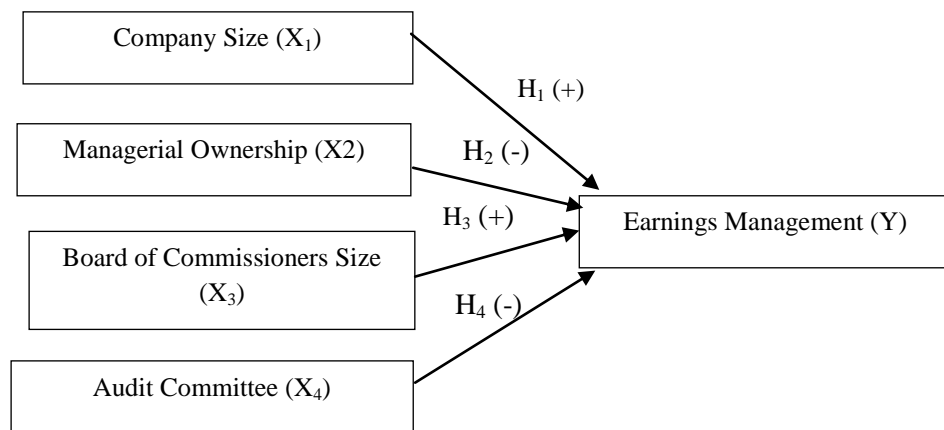 Company Size (X₁)
H₁ (+)
Managerial Ownership (X2)
H₂ (-)
H₃ (+)
Earnings Management (Y)
Board of Commissioners Size
(X₃)
H₄ (-)
Audit Committee (X₄)